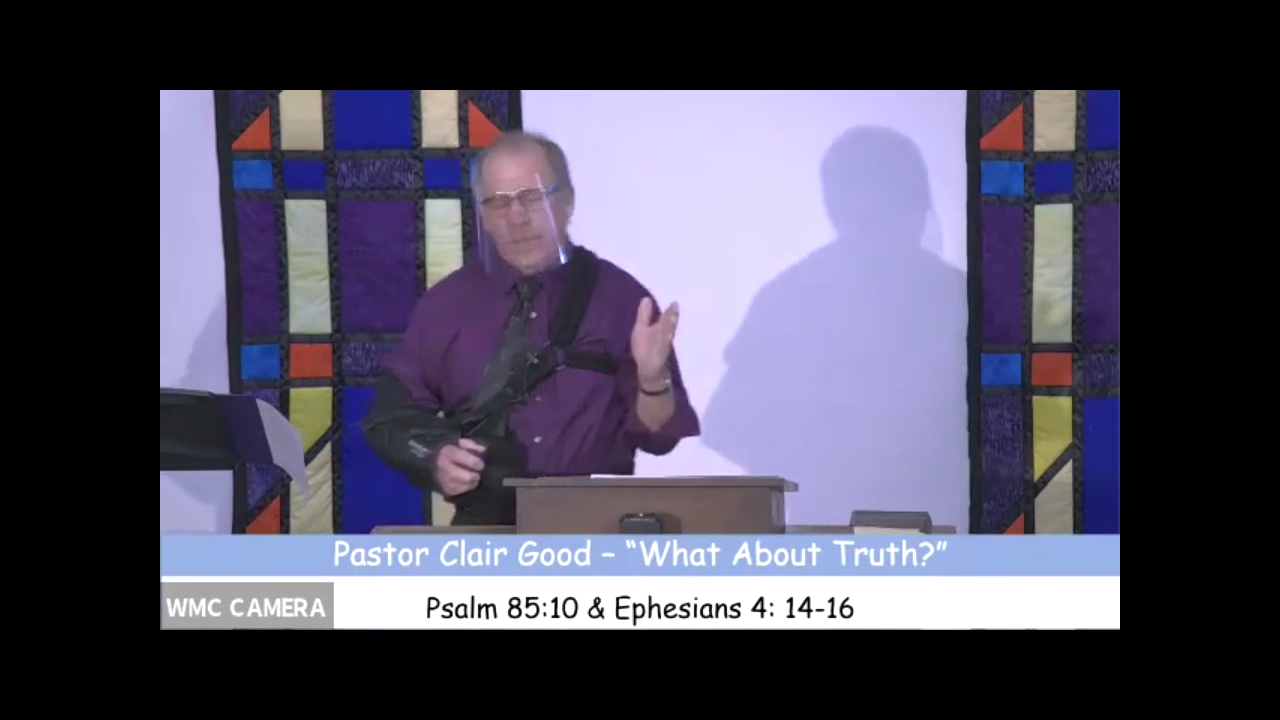 Pastor Clair Good – “What About Truth?”
WMC CAMERA
Psalm 85:10 & Ephesians 4: 14-16